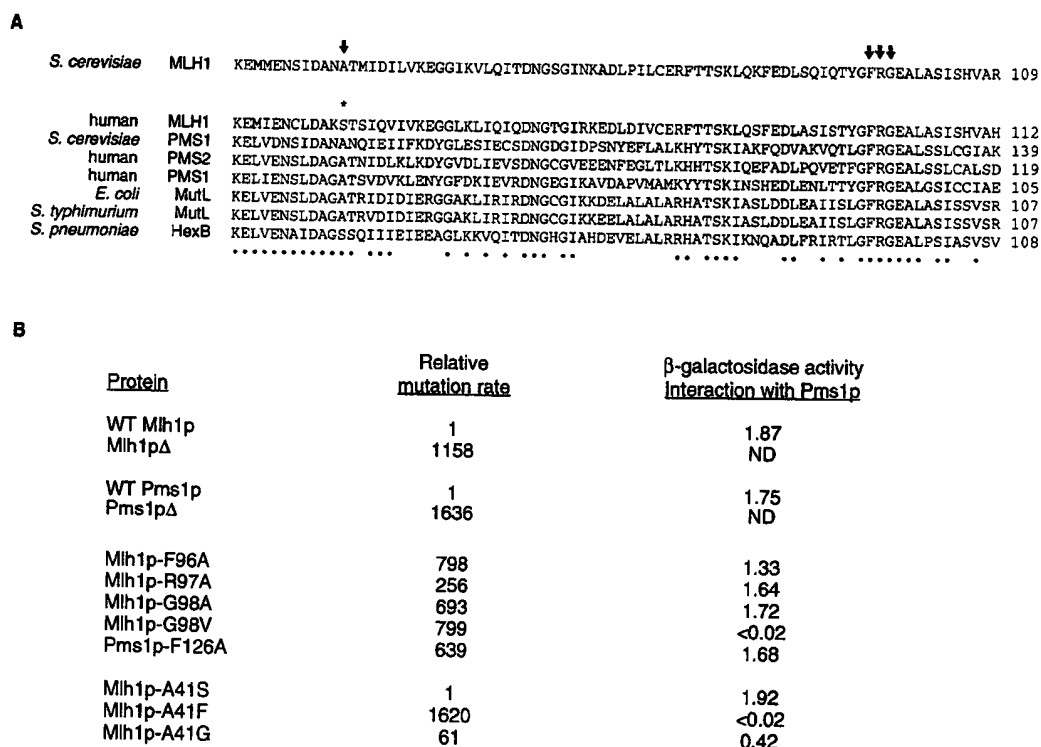 A
S. cerevisiae MLH1 KEMMENSIDANATMIDILVKEGGIKVLQITDNGSGINKADLPILCERFTTSKLQKFEDLSQIQTYGFRGEALASISHVAR 109
*
human MLH1 KEMIENCLDAKSTSIQVIVKEGGLKLIQIQDNGTGIRKEDLDIVCERFTTSKLQSFEDLASISTYGFRGEALASISHVAH 112
S. cerevisiae PMS1 KELVDNSIDANANQIEIIFKDYGLESIECSDNGDGIDPSNYEFLALKHYTSKIAKFQDVAKVQTLGFRGEALSSLCGIAK 139
human PMS2 KELVENSLDAGATNIDLKLKDYGVDLIEVSDNGCGVEEENFEGLTLKHHTSKIQEFADLPQVETFGFRGEALSSLCALSD 119
human PMS1 KELIENSLDAGATSVDVKLENYGFDKIEVRDNGEGIKAVDAPVMAMKYYTSKINSHEDLENLTTYGFRGEALGSICCIAE 105
E. coli MutL KELVENSLDAGATRIDIDIERGGAKLIRIRDNGCGIKKDELALALARHATSKIASLDDLEAIISLGFRGEALASISSVSR 107
S. typhimurium MutL KELVENSLDAGATRVDIDIERGGAKLIRIRDNGCGIKKEELALALARHATSKIASLDDLEAIISLGFRGEALASISSVSR 107
S. pneumoniae HexB KELVENAIDAGSSQIIIEIEEAGLKKVQITDNGHGIAHDEVELALRRHATSKIKNQADLFRIRTLGFRGEALPSIASVSV 108
B
Protein Relative mutation rate β-galactosidase activity Interaction with Pms1p
WT Mlh1p 1 1.87
Mlh1pΔ 1158 ND
WT Pms1p 1 1.75
Pms1pΔ 1636 ND
Mlh1p-F96A 798 1.33
Mlh1p-R97A 256 1.64
Mlh1p-G98A 693 1.72
Mlh1p-G98V 799 <0.02
Pms1p-F126A 639 1.68
Mlh1p-A41S 1 1.92
Mlh1p-A41F 1620 <0.02
Mlh1p-A41G 61 0.42